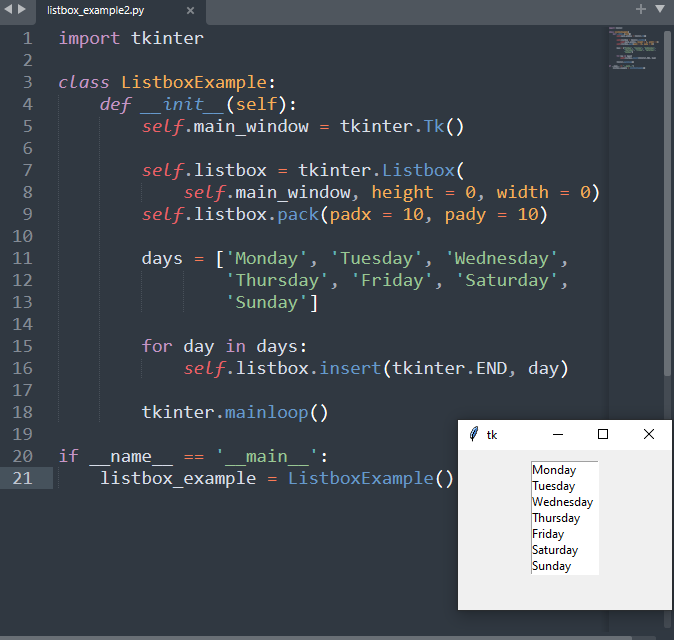 listbox_example2.py
1 import tkinter
2
3 class ListboxExample:
4     def __init__(self):
5         self.main_window = tkinter.Tk()
6
7         self.listbox = tkinter.Listbox(
8             self.main_window, height = 0, width = 0)
9         self.listbox.pack(padx = 10, pady = 10)
10
11         days = ['Monday', 'Tuesday', 'Wednesday',
12                 'Thursday', 'Friday', 'Saturday',
13                 'Sunday']
14
15         for day in days:
16             self.listbox.insert(tkinter.END, day)
17
18         tkinter.mainloop()
19
20 if __name__ == '__main__':
21     listbox_example = ListboxExample()
tk
Monday
Tuesday
Wednesday
Thursday
Friday
Saturday
Sunday